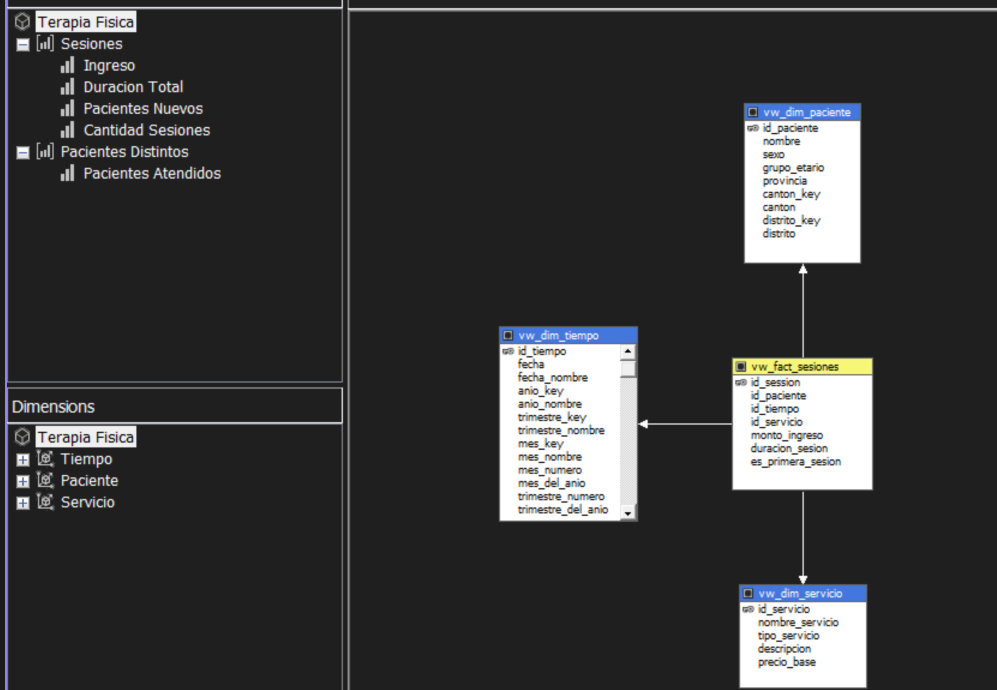 Terapia Fisica
Sesiones
Ingreso
Duracion Total
Pacientes Nuevos
Cantidad Sesiones
Pacientes Distintos
Pacientes Atendidos
Dimensions
Terapia Fisica
Tiempo
Paciente
Servicio
vw_dim_paciente
id_paciente
nombre
sexo
grupo_etario
provincia
canton_key
canton
distrito_key
distrito
vw_dim_tiempo
id_tiempo
fecha
fecha_nombre
anio_key
anio_nombre
trimestre_key
trimestre_nombre
mes_key
mes_nombre
mes_numero
mes_del_anio
trimestre_numero
trimestre_del_anio
vw_fact_sesiones
id_session
id_paciente
id_tiempo
id_servicio
monto_ingreso
duracion_sesion
es_primera_sesion
vw_dim_servicio
id_servicio
nombre_servicio
tipo_servicio
descripcion
precio_base